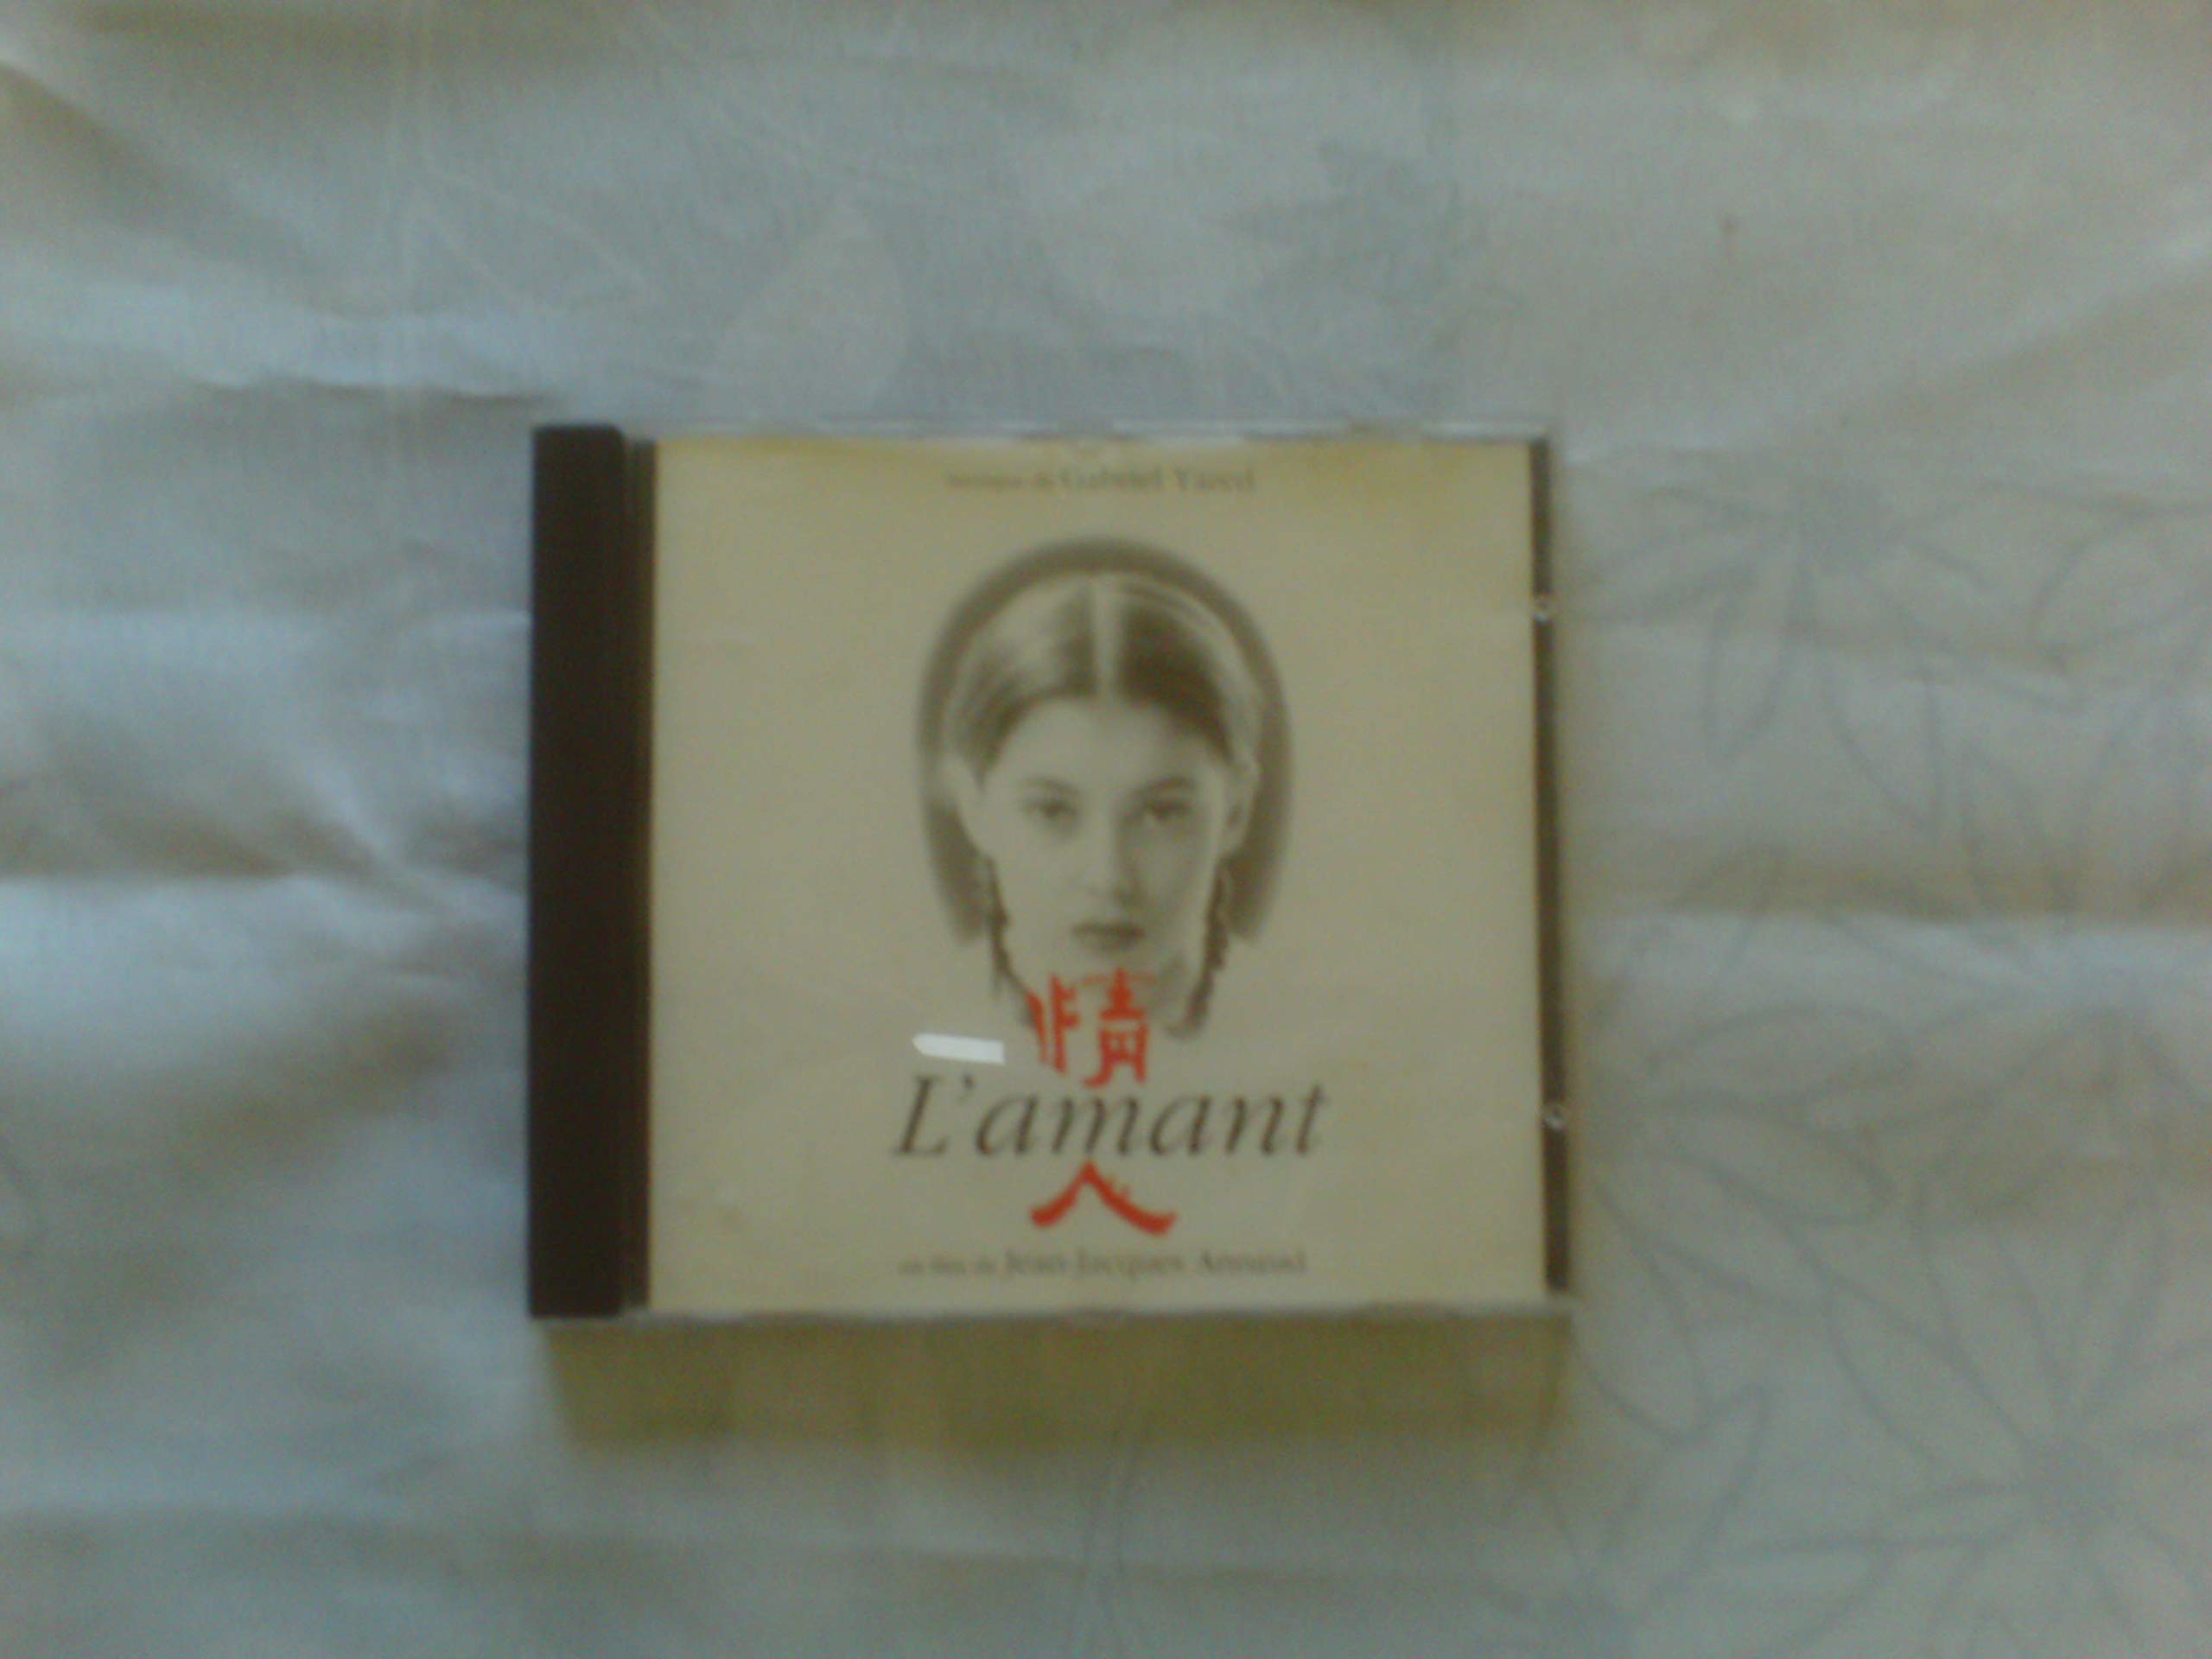 musique de Gabriel Yared
情
L'amant
人
un film de Jean-Jacques Annaud